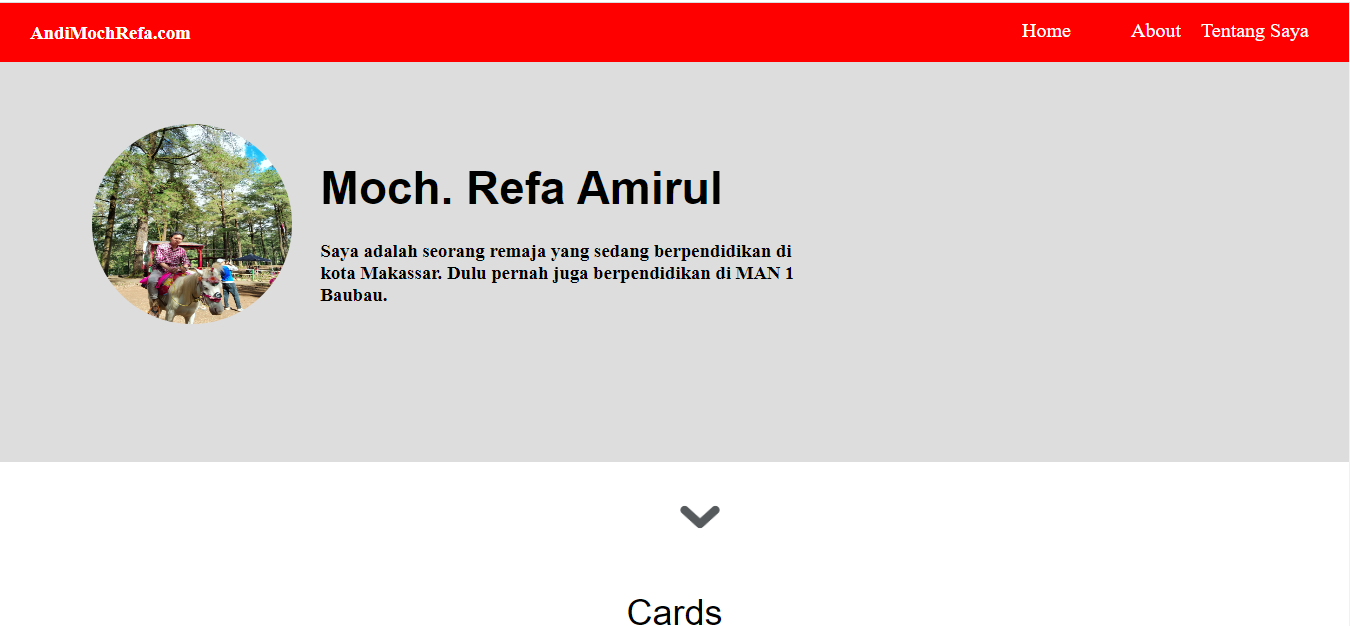 AndiMochRefa.com
Home About Tentang Saya
Moch. Refa Amirul
Saya adalah seorang remaja yang sedang berpendidikan di
kota Makassar. Dulu pernah juga berpendidikan di MAN 1
Baubau.
Cards